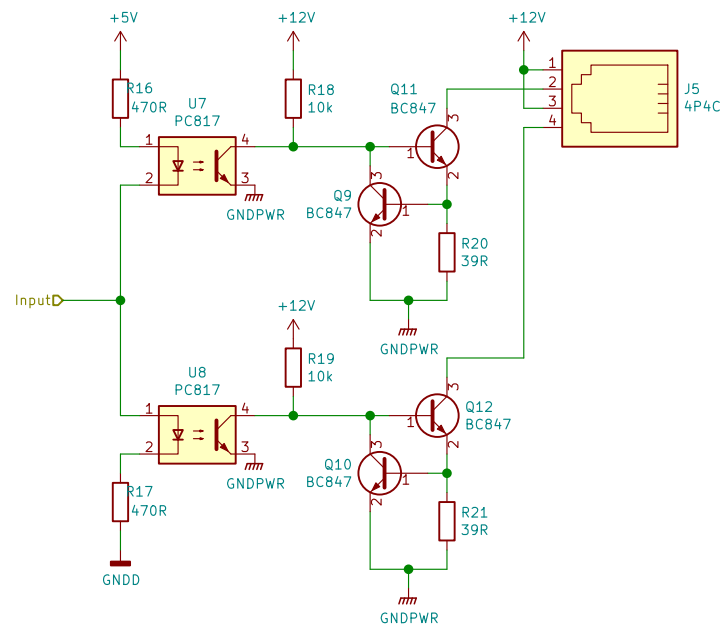 +5V
+12V
+12V
R16
470R
U7
PC817
1
2
4
3
GNDPWR
R18
10k
Q11
BC847
3
1
2
Q9
BC847
3
1
2
R20
39R
GNDPWR
1
2
3
4
J5
4P4C
Input
+12V
R19
10k
U8
PC817
1
2
4
3
GNDPWR
R17
470R
GNDD
Q12
BC847
3
1
2
Q10
BC847
3
1
2
R21
39R
GNDPWR